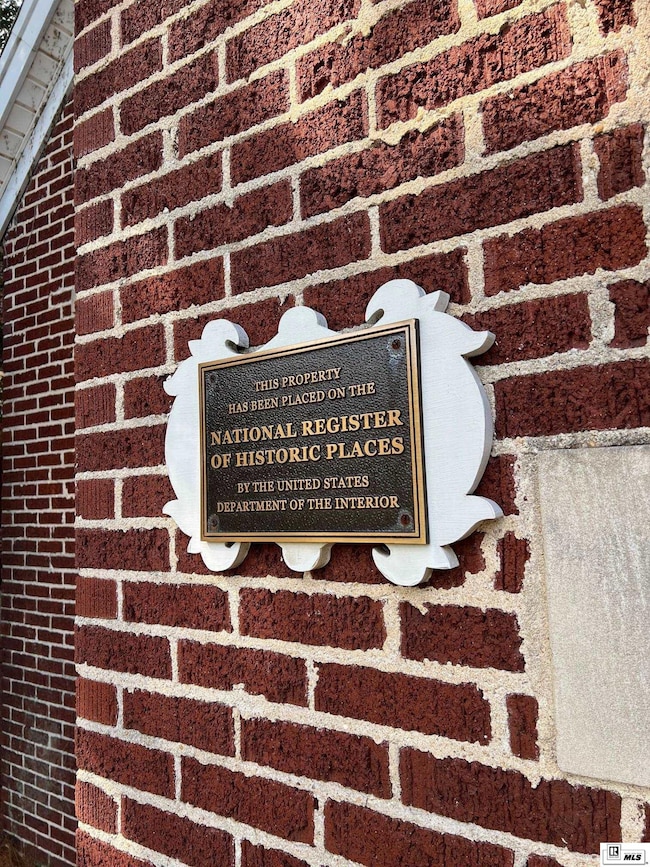 THIS PROPERTY
HAS BEEN PLACED ON THE
NATIONAL REGISTER
OF HISTORIC PLACES
BY THE UNITED STATES
DEPARTMENT OF THE INTERIOR
MLS